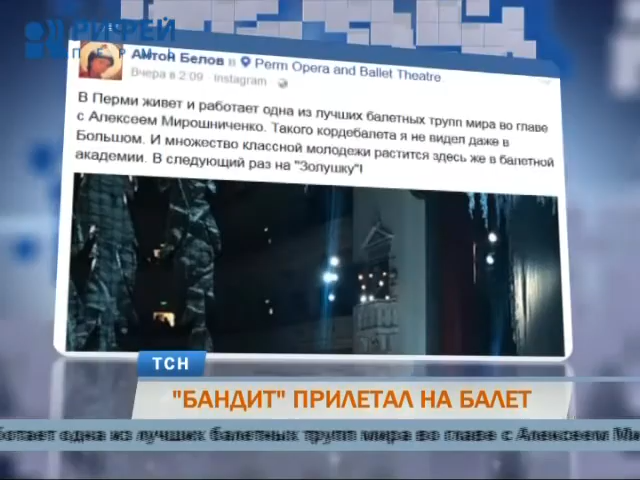 РИФЕЙ
ПЕРМЬ
Антон Белов в Perm Opera and Ballet Theatre
Вчера в 2:09 · Instagram
В Перми живет и работает одна из лучших балетных трупп мира во главе
с Алексеем Мирошниченко. Такого кордебалета я не видел даже в
Большом. И множество классной молодежи растится здесь же в балетной
академии. В следующий раз на "Золушку"!
ТСН
"БАНДИТ" ПРИЛЕТАЛ НА БАЛЕТ
ботает одна из лучших балетных трупп мира во главе с Алексеем Ми